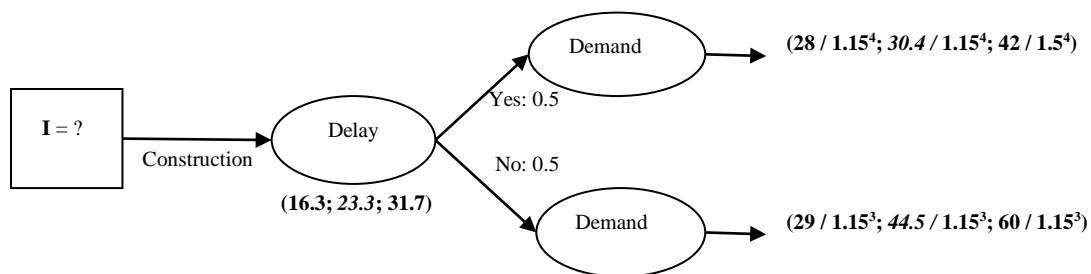 I = ?
Construction
Delay
(16.3; 23.3; 31.7)
Yes: 0.5
No: 0.5
Demand
(28 / 1.15⁴; 30.4 / 1.15⁴; 42 / 1.5⁴)
Demand
(29 / 1.15³; 44.5 / 1.15³; 60 / 1.15³)